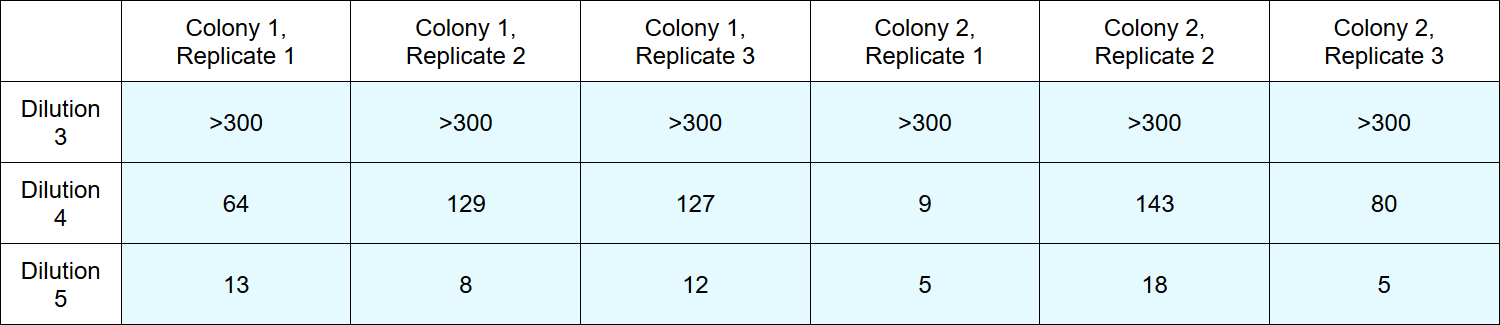 Colony 1, Replicate 1 Colony 1, Replicate 2 Colony 1, Replicate 3 Colony 2, Replicate 1 Colony 2, Replicate 2 Colony 2, Replicate 3
Dilution 3 >300 >300 >300 >300 >300 >300
Dilution 4 64 129 127 9 143 80
Dilution 5 13 8 12 5 18 5